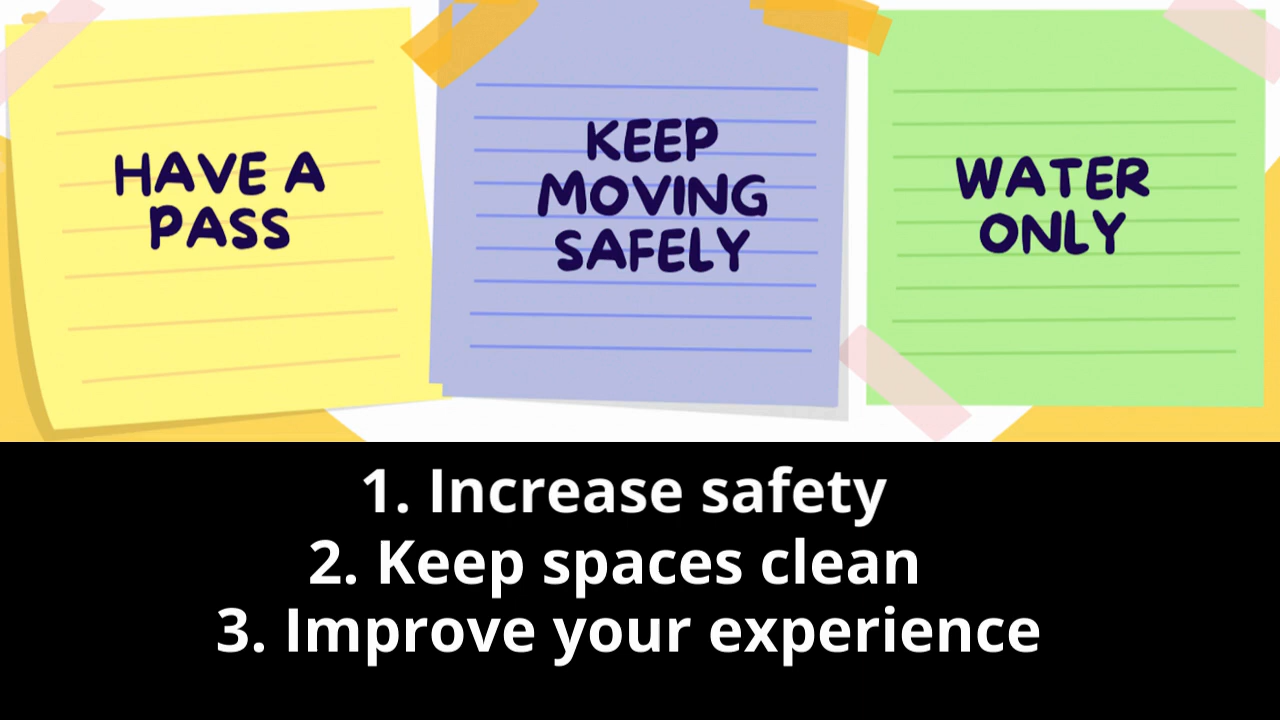 HAVE A
PASS
KEEP
MOVING
SAFELY
WATER
ONLY
1. Increase safety
2. Keep spaces clean
3. Improve your experience